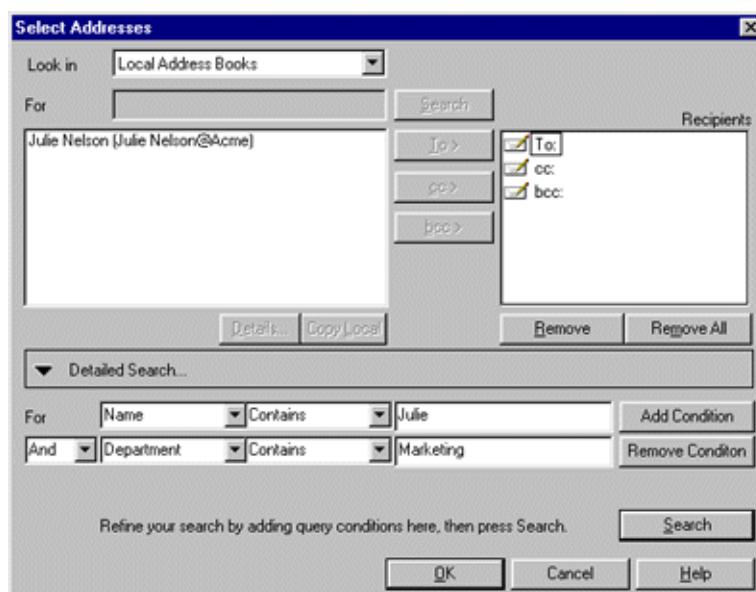 Select Addresses
Look in Local Address Books
For Search
Recipients
Julie Nelson (Julie Nelson@Acme)
To > To:
cc > cc:
bcc > bcc:
Details... Copy Local Remove Remove All
Detailed Search...
For Name Contains Julie Add Condition
And Department Contains Marketing Remove Conditon
Refine your search by adding query conditions here, then press Search. Search
OK Cancel Help